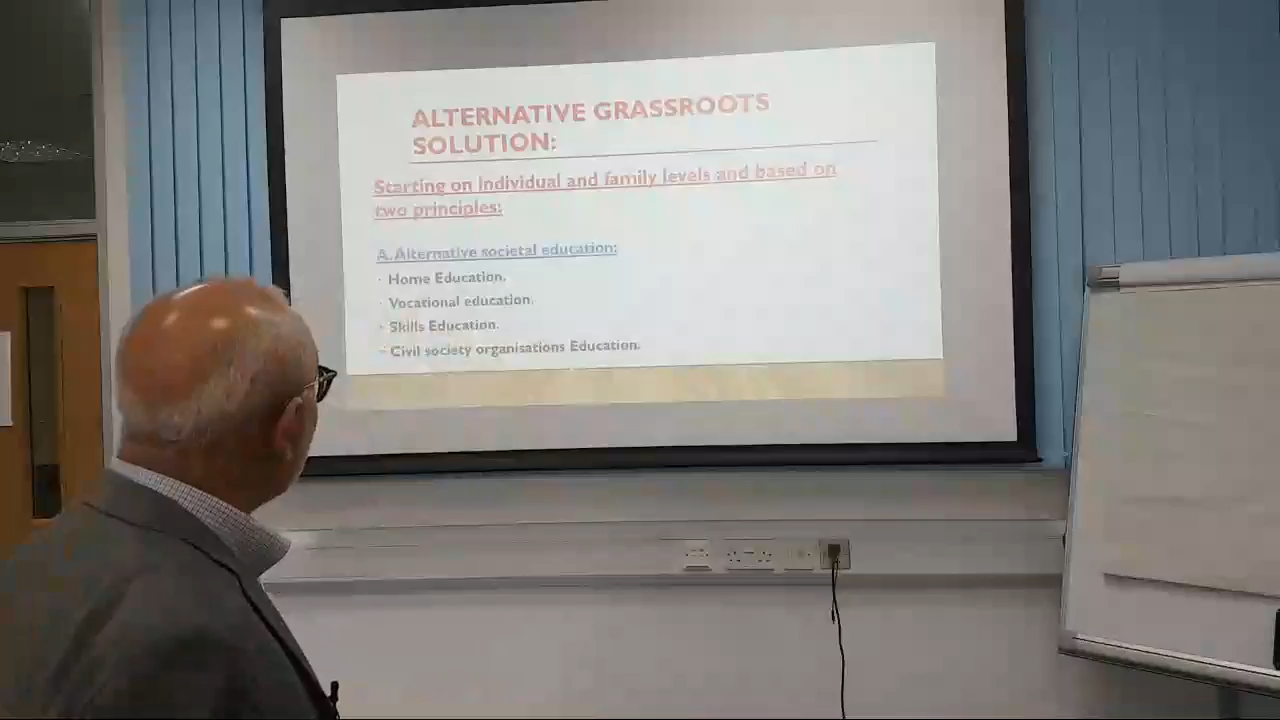 ALTERNATIVE GRASSROOTS
SOLUTION:
Starting on individual and family levels and based on
two principles:
A. Alternative societal education:
· Home Education.
· Vocational education.
· Skills Education.
· Civil society organisations Education.